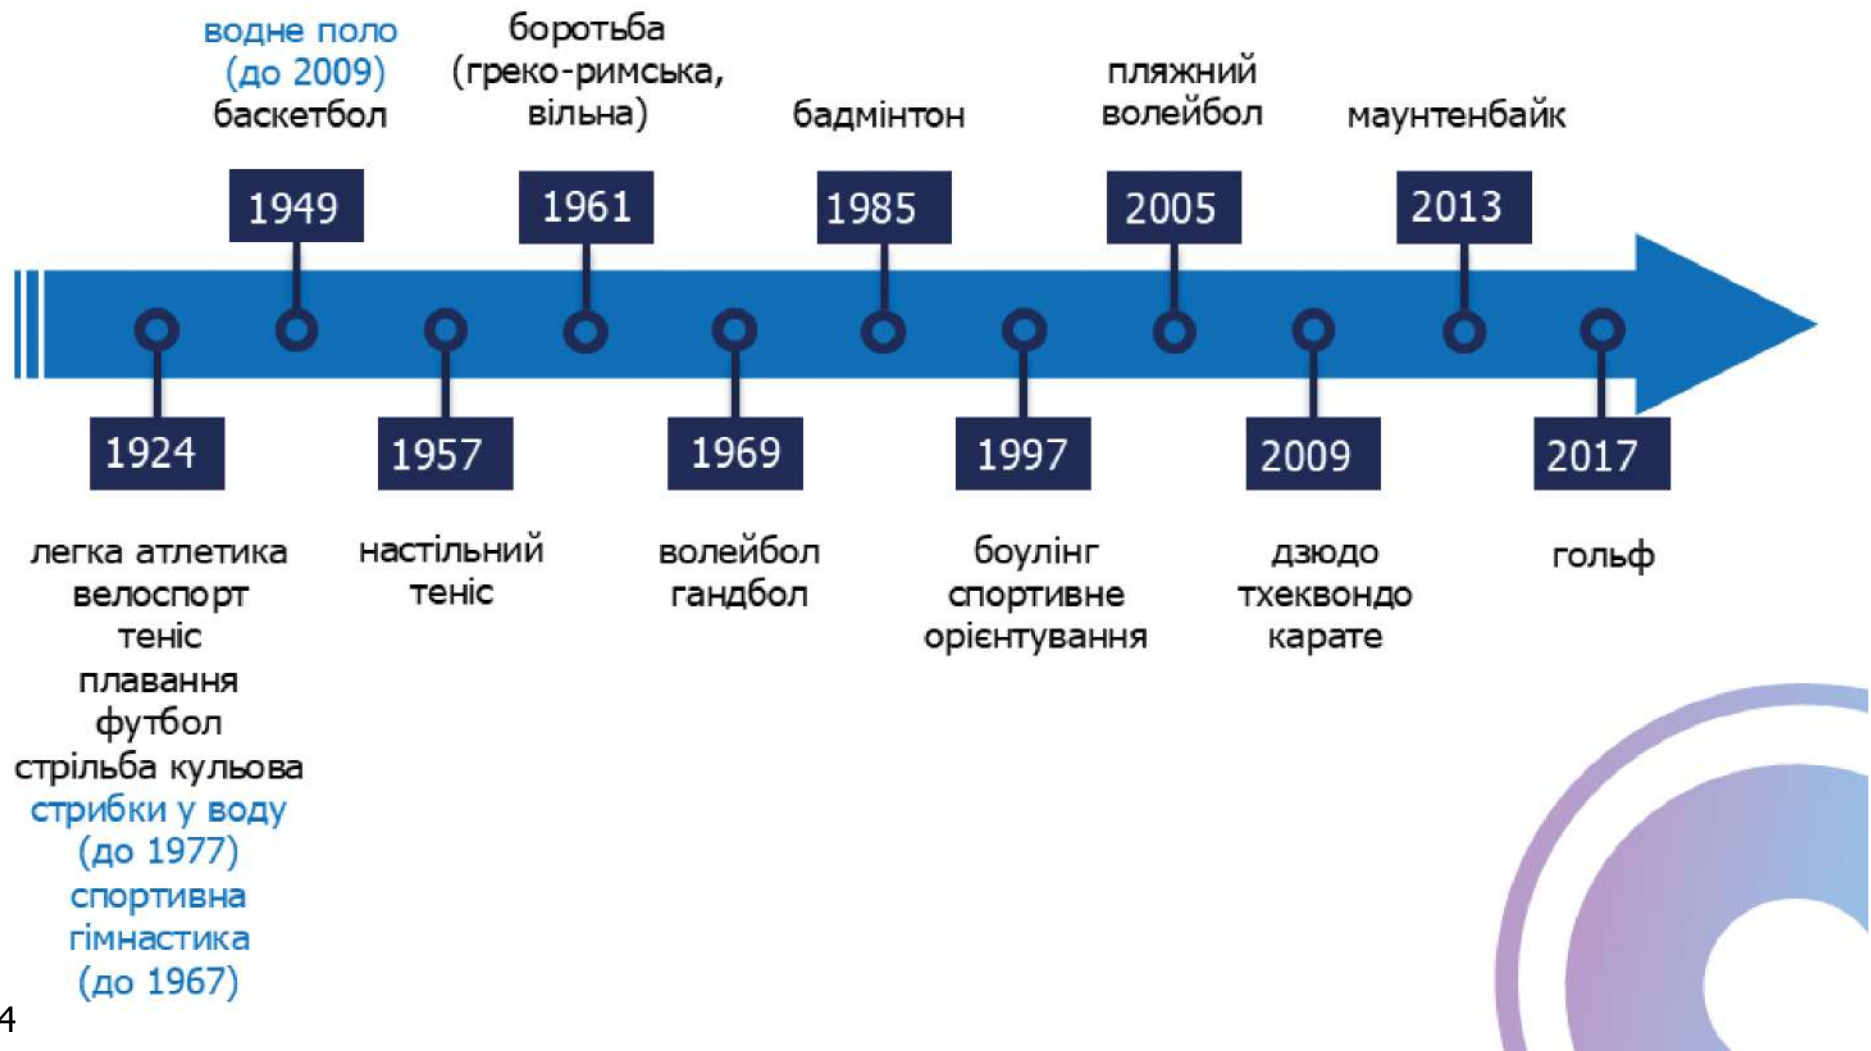 водне поло
(до 2009)
баскетбол
1949
боротьба
(греко-римська,
вільна)
1961
бадмінтон
1985
пляжний
волейбол
2005
маунтенбайк
2013
1924
легка атлетика
велоспорт
теніс
плавання
футбол
стрільба кульова
стрибки у воду
(до 1977)
спортивна
гімнастика
(до 1967)
1957
настільний
теніс
1969
волейбол
гандбол
1997
боулінг
спортивне
орієнтування
2009
дзюдо
тхеквондо
карате
2017
гольф
4